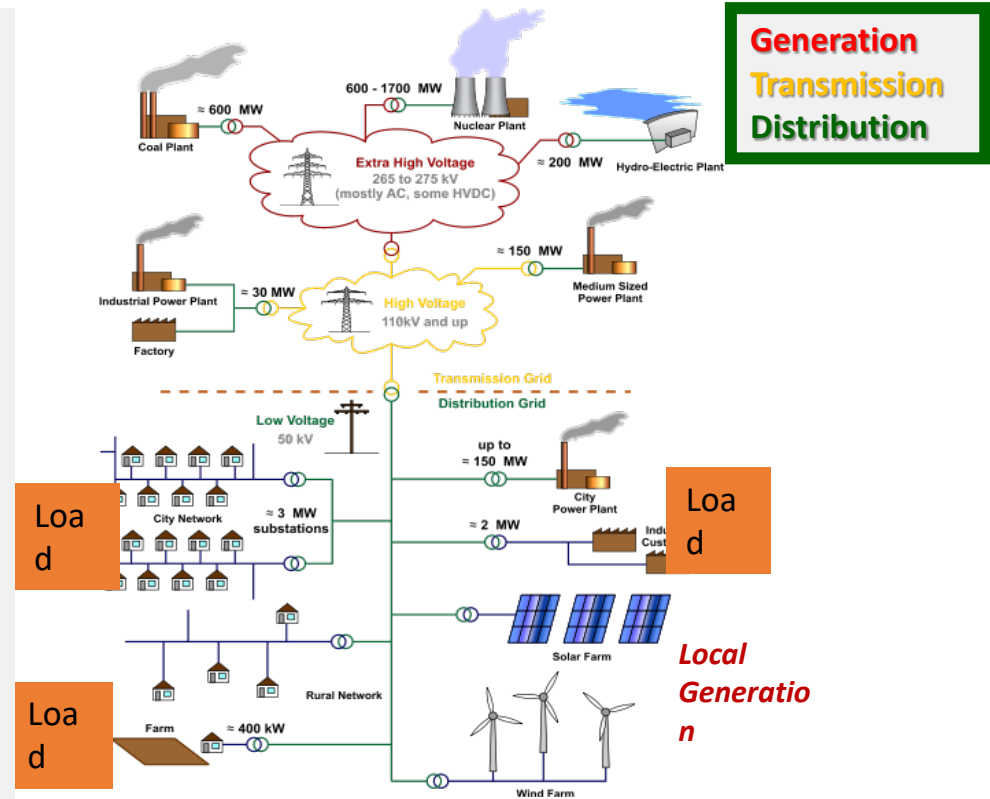 Generation
Transmission
Distribution
600 - 1700 MW
≈ 600 MW
Nuclear Plant
Coal Plant
≈ 200 MW
Hydro-Electric Plant
Extra High Voltage
265 to 275 kV
(mostly AC, some HVDC)
≈ 150 MW
Medium Sized
Power Plant
Industrial Power Plant
≈ 30 MW
High Voltage
110kV and up
Factory
Transmission Grid
Distribution Grid
Low Voltage
50 kV
up to
≈ 150 MW
City
Power Plant
Loa
d
City Network
≈ 3 MW
substations
≈ 2 MW
Indu
Cust
Loa
d
Solar Farm
Local
Generatio
n
Rural Network
Loa
d
Farm
≈ 400 kW
Wind Farm